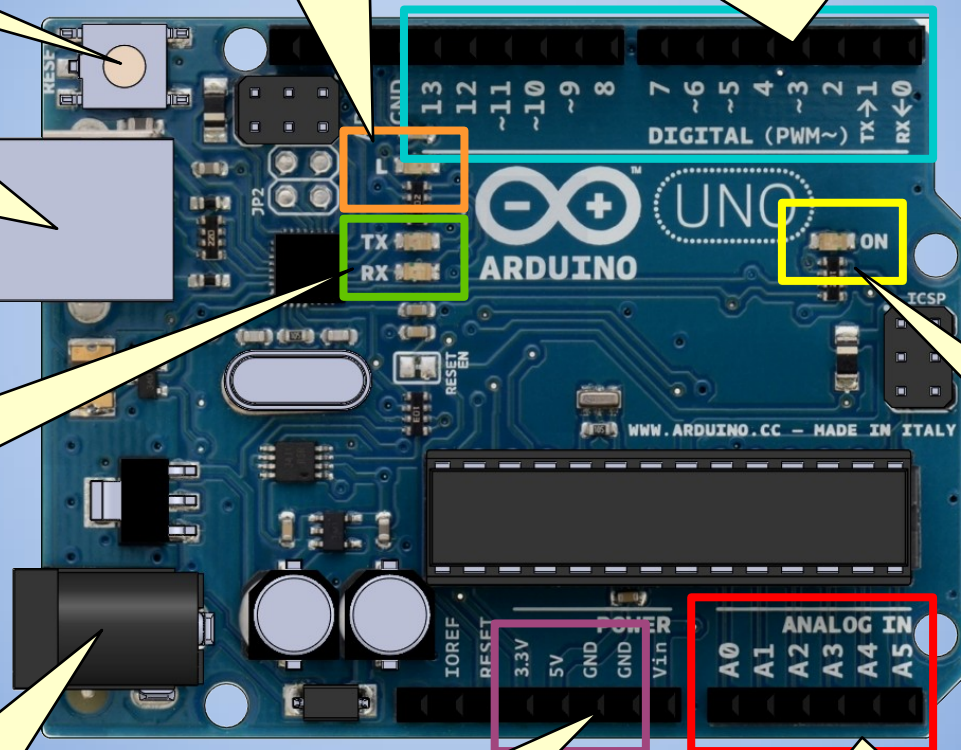 RESE
GND
13
12
~11
~10
~9
8
7
~6
~5
4
~3
2
TX→1
RX←0
DIGITAL (PWM~)
L
TX
RX
JP2
™
UNO
ARDUINO
ON
ICSP
RESET
EN
WWW.ARDUINO.CC – MADE IN ITALY
POWER
ANALOG IN
IOREF
RESET
3.3V
5V
GND
GND
Vin
A0
A1
A2
A3
A4
A5